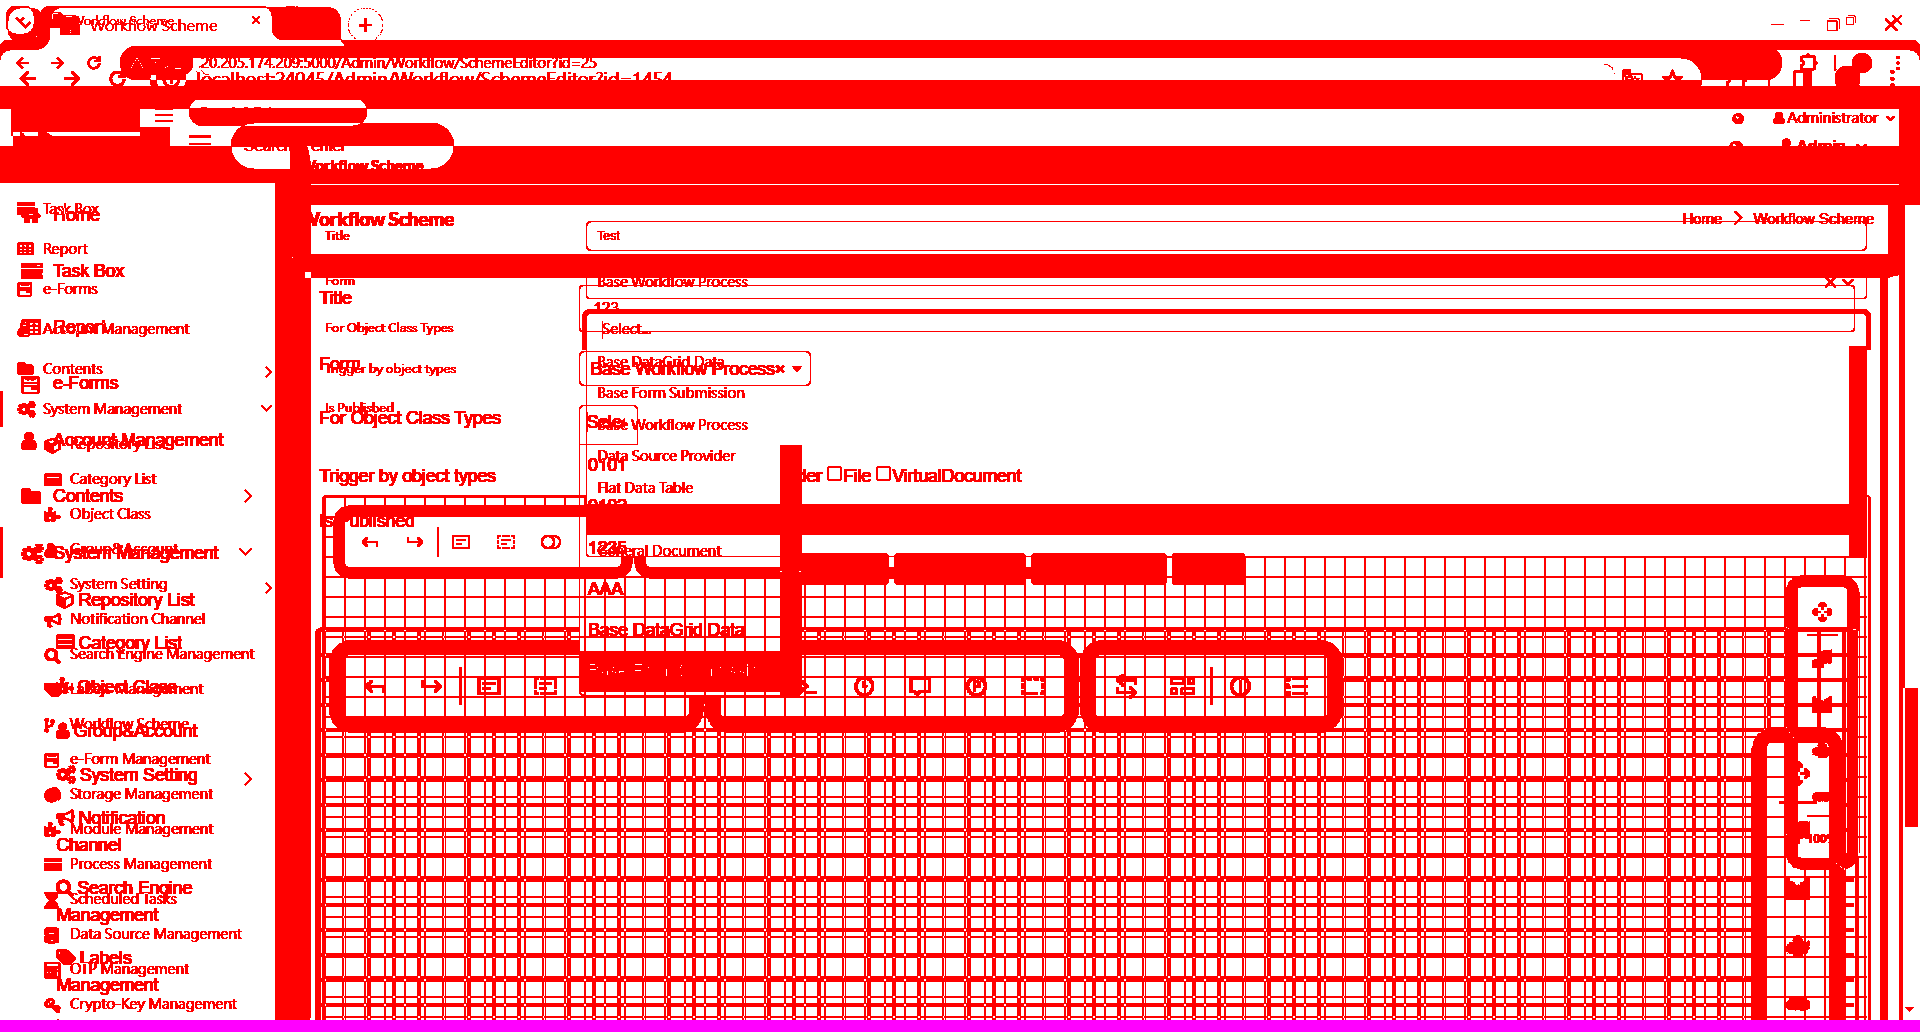 Workflow Scheme
Workflow Scheme
20.205.174.209:5000/Admin/Workflow/SchemeEditor?id=25
localhost:24045/Admin/Workflow/SchemeEditor?id=1454
Administrator
Admin
Workflow Scheme
Task Box
Home
Report
Task Box
e-Forms
Report
Account Management
Contents
e-Forms
System Management
Account Management
Repository List
Category List
Contents
Object Class
Group&Account
System Management
System Setting
Repository List
Notification Channel
Category List
Search Engine Management
Object Class
Management
Workflow Scheme
Group&Account
e-Form Management
System Setting
Storage Management
Notification
Module Management
Channel
Process Management
Search Engine
Scheduled Tasks
Management
Data Source Management
Labels
OTP Management
Management
Crypto-Key Management
Workflow Scheme
Home > Workflow Scheme
Title
Test
Form
Base Workflow Process
Title
123
For Object Class Types
Select...
Form
Base DataGrid Data
Trigger by object types
Base Workflow Process
Base Form Submission
Is Published
For Object Class Types
Base Workflow Process
Data Source Provider
0101
Trigger by object types
File VirtualDocument
Flat Data Table
Is Published
1225
General Document
AAA
Base DataGrid Data
100%